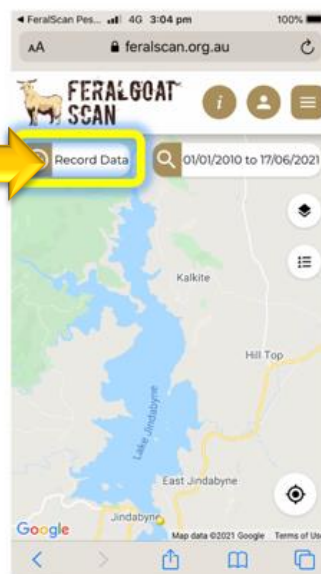 ◀ FeralScan Pes... 4G 3:04 pm 100%
AA feralscan.org.au
FERALGOAT
SCAN
i
Record Data
01/01/2010 to 17/06/2021
Kalkite
Hill Top
Lake Jindabyne
East Jindabyne
Jindabyne
Google
Map data ©2021 Google Terms of Us